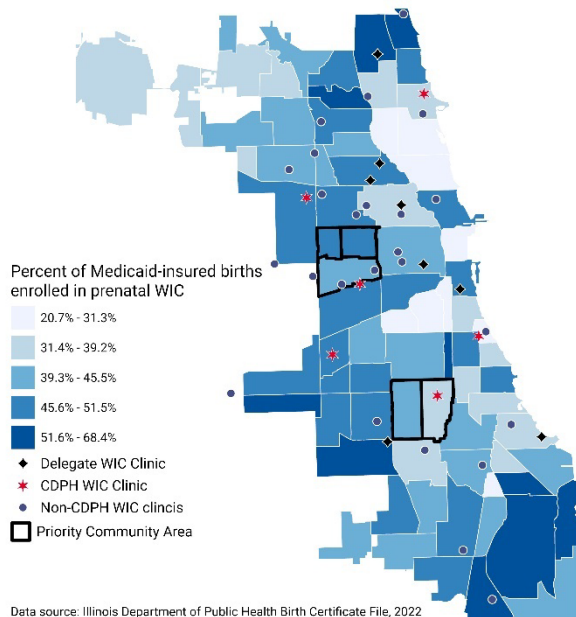 Percent of Medicaid-insured births
enrolled in prenatal WIC
20.7% - 31.3%
31.4% - 39.2%
39.3% - 45.5%
45.6% - 51.5%
51.6% - 68.4%
Delegate WIC Clinic
CDPH WIC Clinic
Non-CDPH WIC clincis
Priority Community Area
Data source: Illinois Department of Public Health Birth Certificate File, 2022